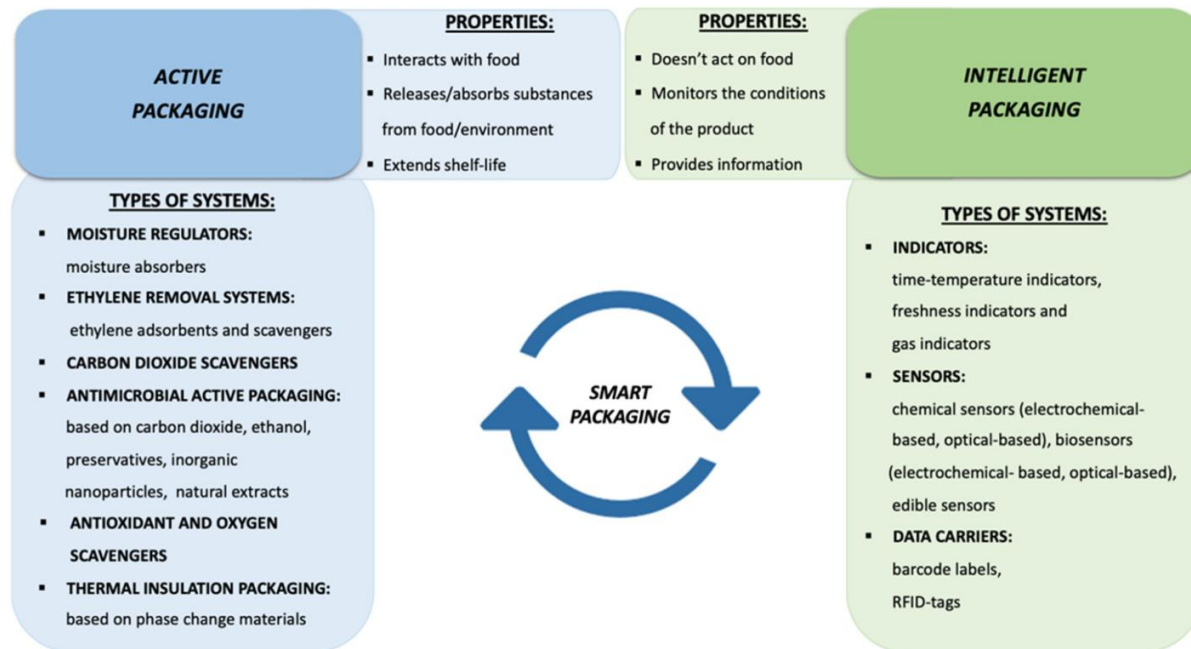 ACTIVE
PACKAGING
PROPERTIES:
▪ Interacts with food
▪ Releases/absorbs substances
from food/environment
▪ Extends shelf-life
PROPERTIES:
▪ Doesn't act on food
▪ Monitors the conditions
of the product
▪ Provides information
INTELLIGENT
PACKAGING
TYPES OF SYSTEMS:
▪ MOISTURE REGULATORS:
moisture absorbers
▪ ETHYLENE REMOVAL SYSTEMS:
ethylene adsorbents and scavengers
▪ CARBON DIOXIDE SCAVENGERS
▪ ANTIMICROBIAL ACTIVE PACKAGING:
based on carbon dioxide, ethanol,
preservatives, inorganic
nanoparticles, natural extracts
▪ ANTIOXIDANT AND OXYGEN
SCAVENGERS
▪ THERMAL INSULATION PACKAGING:
based on phase change materials
SMART
PACKAGING
TYPES OF SYSTEMS:
▪ INDICATORS:
time-temperature indicators,
freshness indicators and
gas indicators
▪ SENSORS:
chemical sensors (electrochemical-
based, optical-based), biosensors
(electrochemical- based, optical-based),
edible sensors
▪ DATA CARRIERS:
barcode labels,
RFID-tags